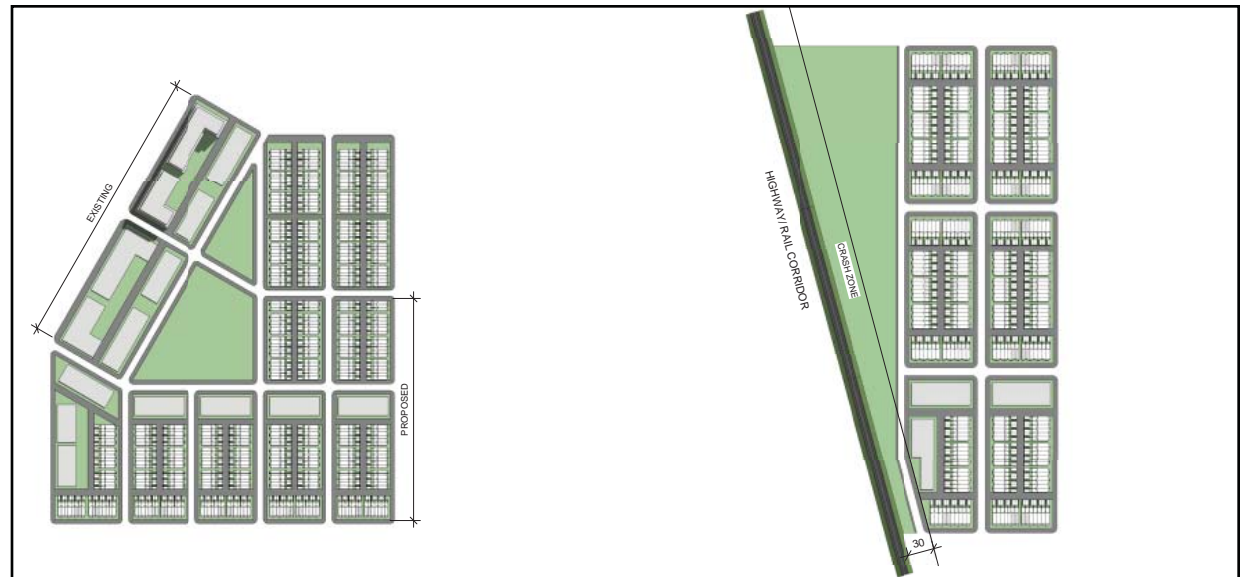 EXISTING
PROPOSED
HIGHWAY/RAIL CORRIDOR
CRASH ZONE
30